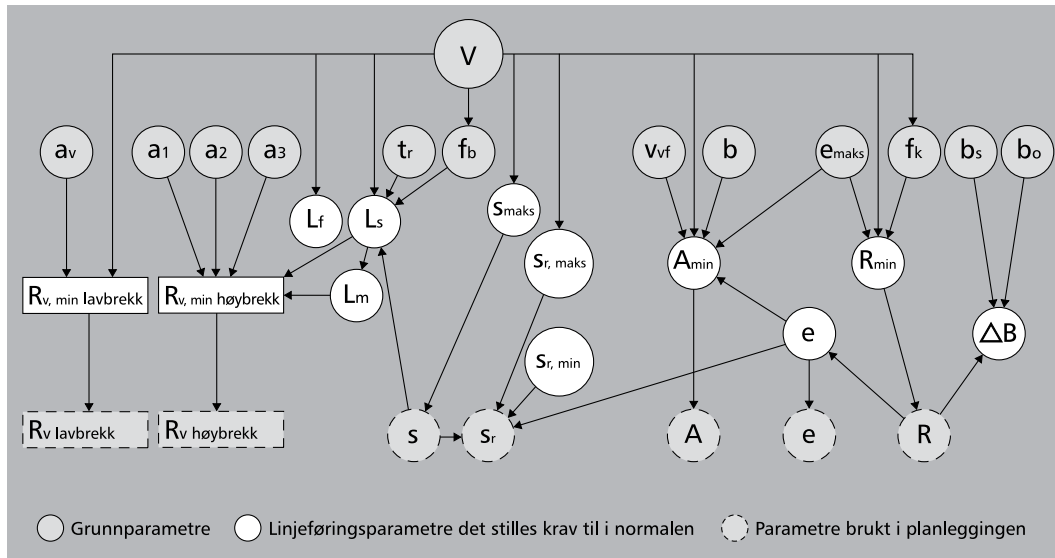 V
av
a1
a2
a3
tr
fb
vvf
b
emaks
fk
bs
bo
Lf
Ls
smaks
sr, maks
Amin
Rmin
Rv, min lavbrekk
Rv, min høybrekk
Lm
sr, min
e
△B
Rv lavbrekk
Rv høybrekk
s
sr
A
e
R
Grunnparametre
Linjeføringsparametre det stilles krav til i normalen
Parametre brukt i planleggingen